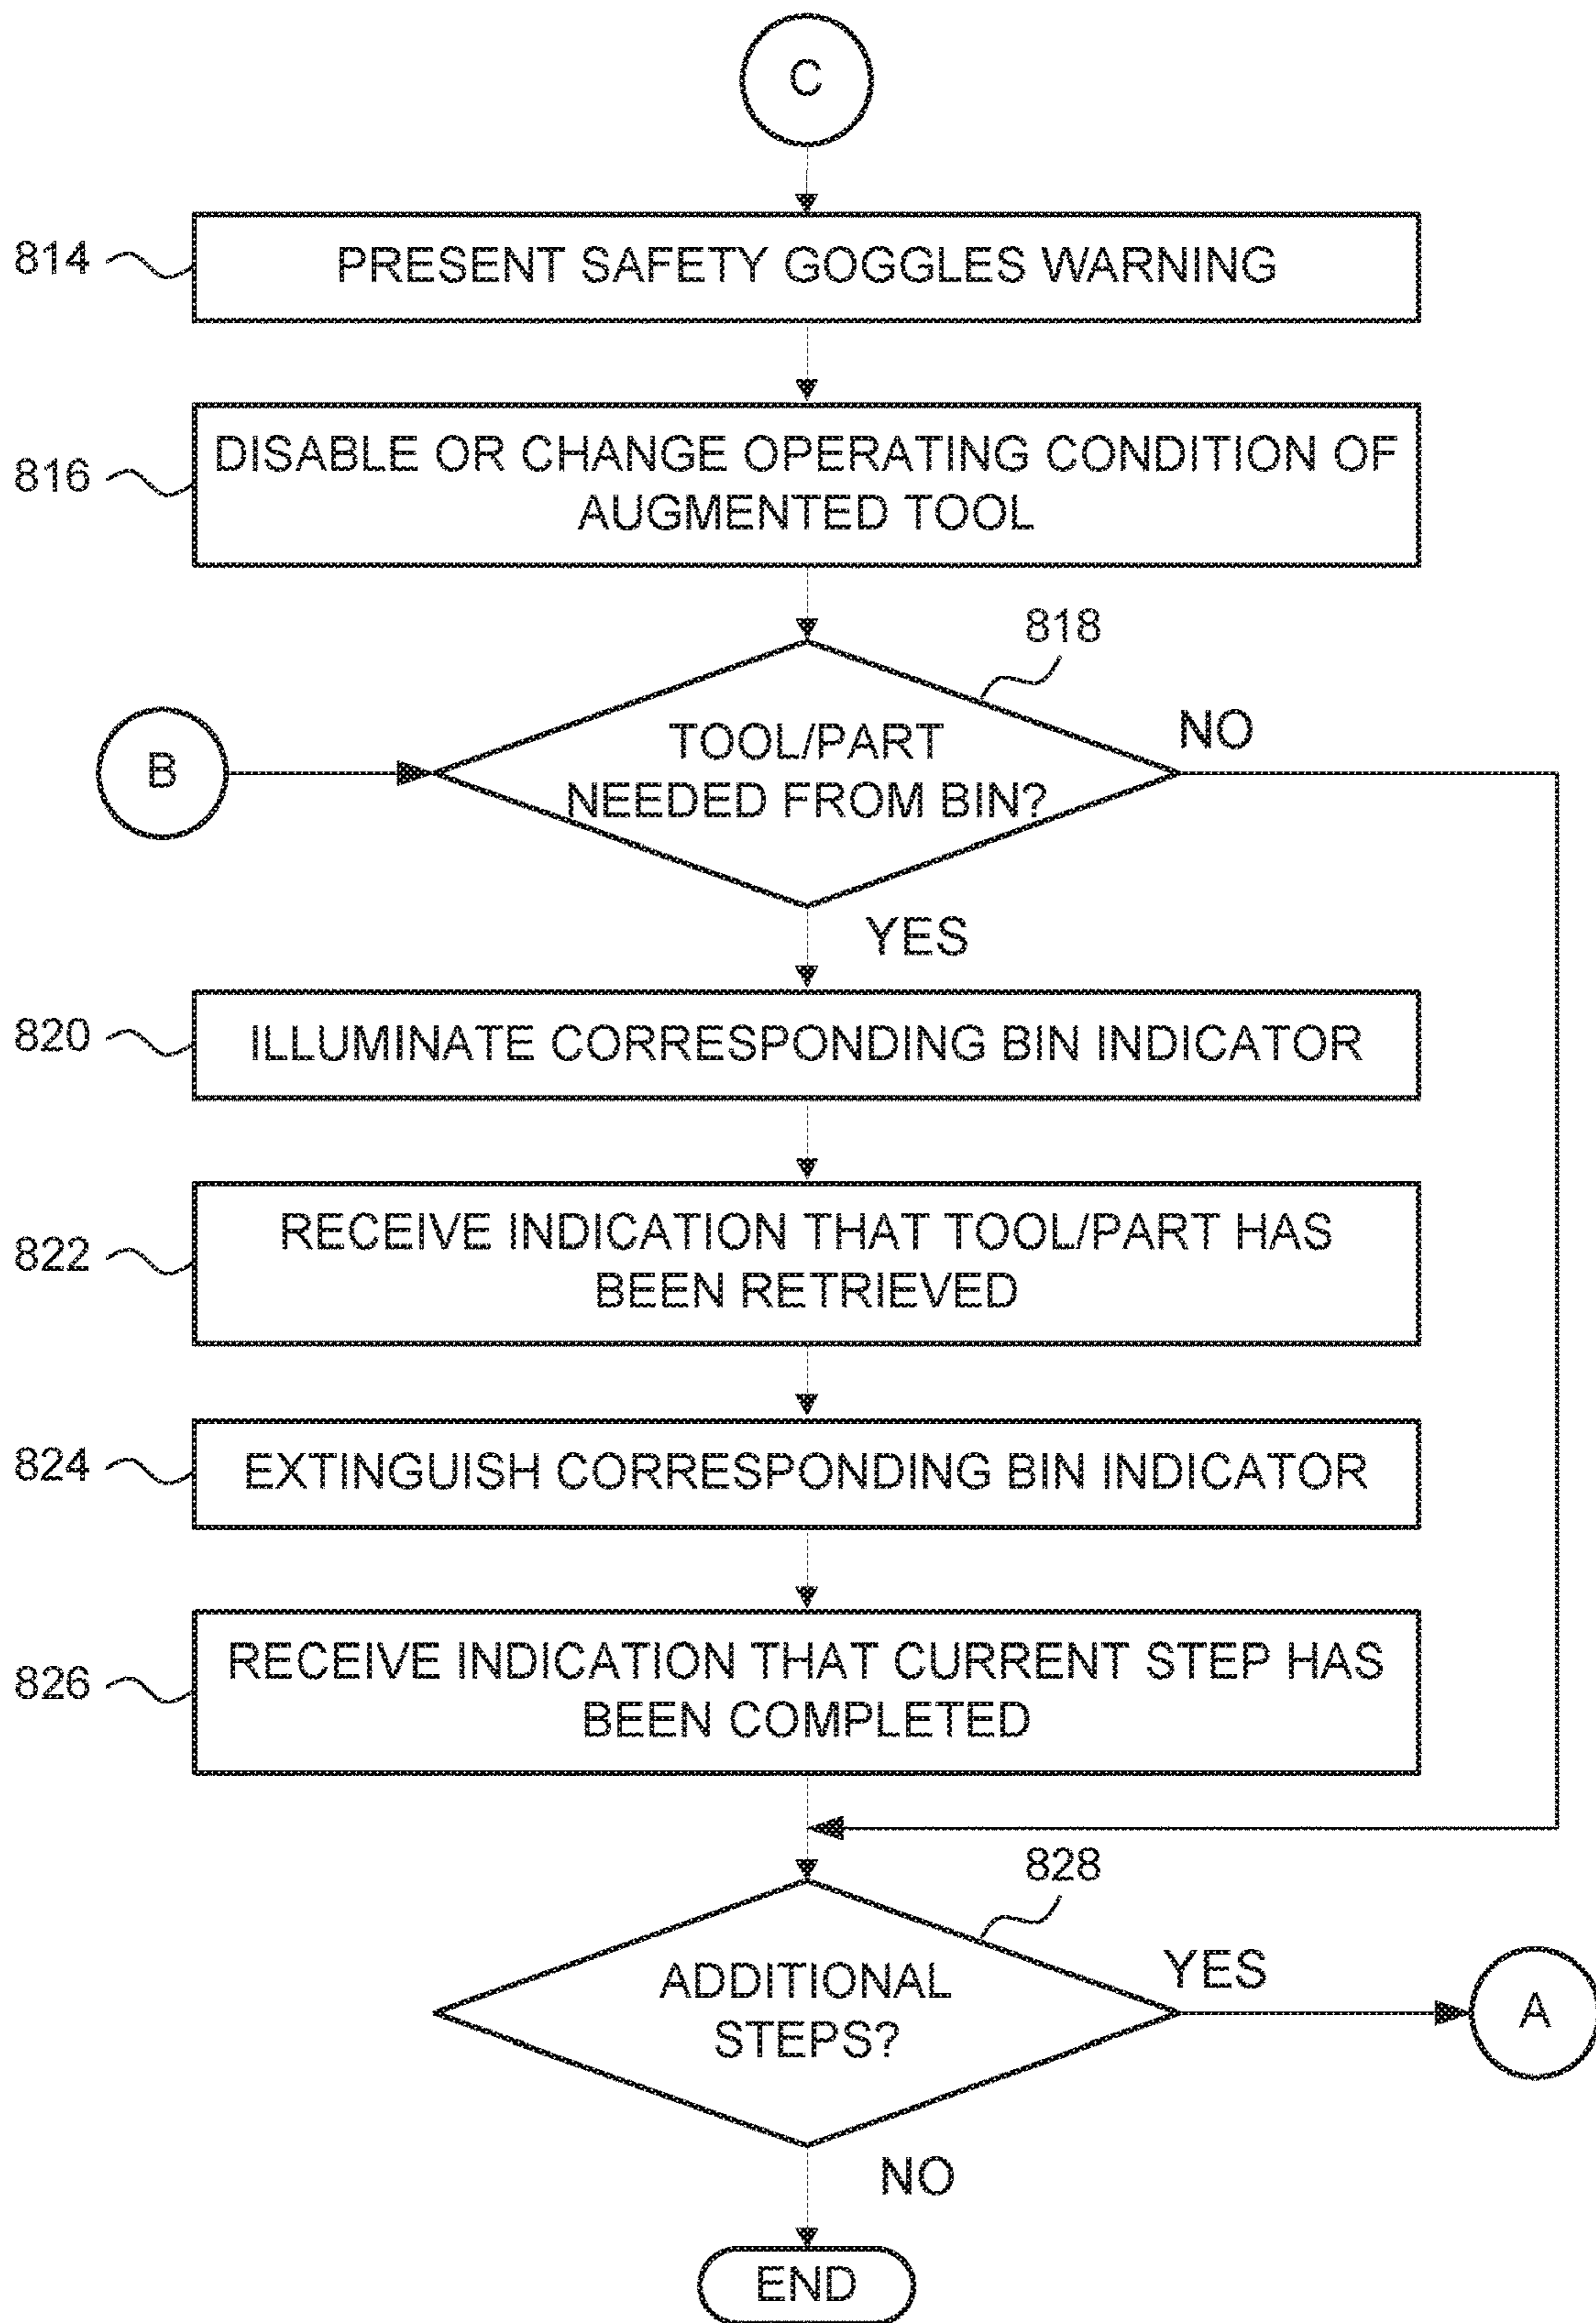 C
814
PRESENT SAFETY GOGGLES WARNING
816
DISABLE OR CHANGE OPERATING CONDITION OF
AUGMENTED TOOL
818
B
TOOL/PART
NEEDED FROM BIN?
NO
YES
820
ILLUMINATE CORRESPONDING BIN INDICATOR
822
RECEIVE INDICATION THAT TOOL/PART HAS
BEEN RETRIEVED
824
EXTINGUISH CORRESPONDING BIN INDICATOR
826
RECEIVE INDICATION THAT CURRENT STEP HAS
BEEN COMPLETED
828
ADDITIONAL
STEPS?
YES
A
NO
END